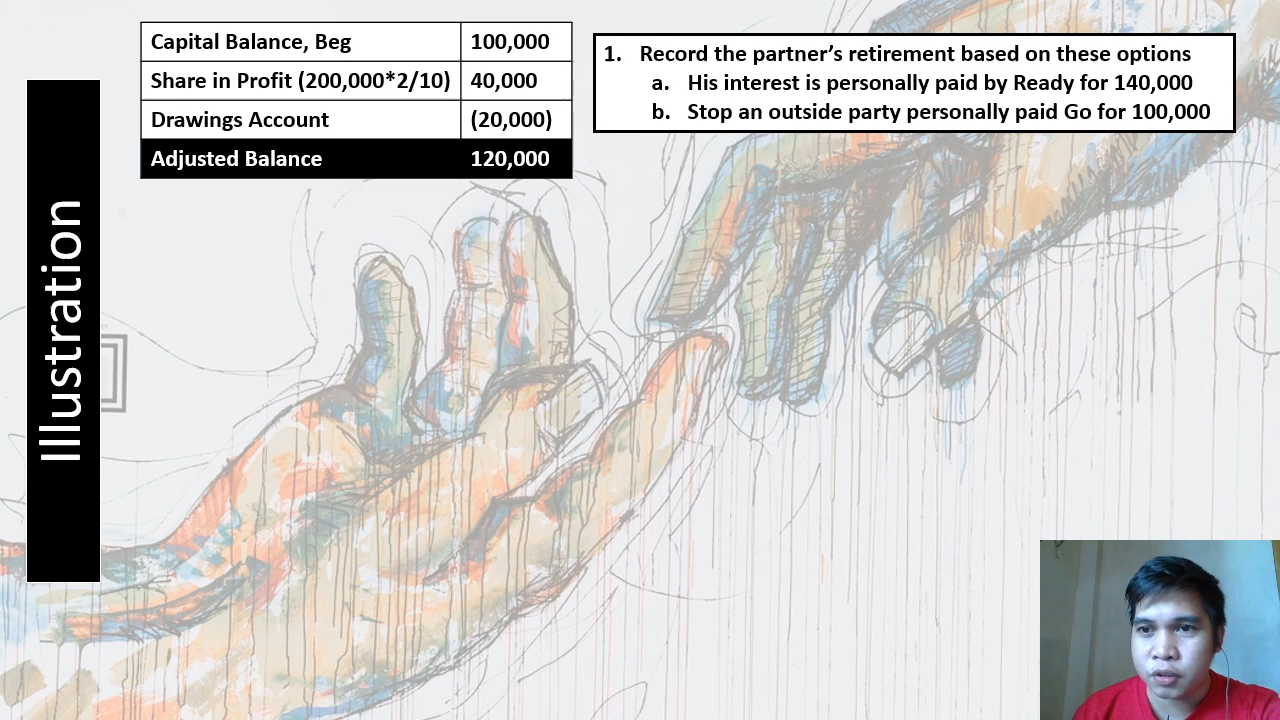 Illustration
Capital Balance, Beg 100,000
Share in Profit (200,000*2/10) 40,000
Drawings Account (20,000)
Adjusted Balance 120,000
1. Record the partner’s retirement based on these options
a. His interest is personally paid by Ready for 140,000
b. Stop an outside party personally paid Go for 100,000